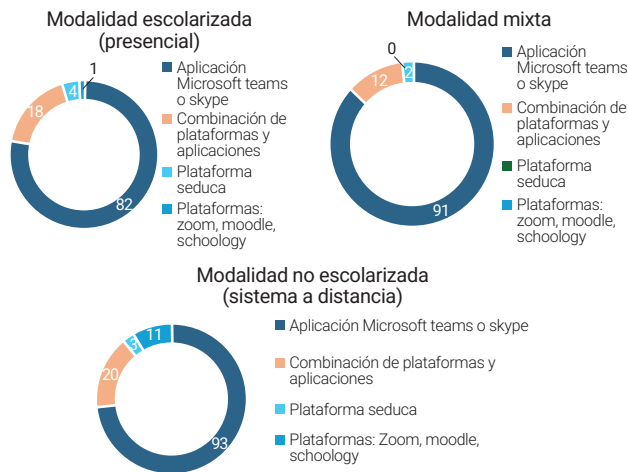 Modalidad escolarizada
(presencial)
1
4
18
82
Aplicación
Microsoft teams
o skype
Combinación de
plataformas y
aplicaciones
Plataforma
seduca
Plataformas:
zoom, moodle,
schoology
Modalidad mixta
0
2
12
91
Aplicación
Microsoft teams
o skype
Combinación de
plataformas y
aplicaciones
Plataforma
seduca
Plataformas:
zoom, moodle,
schoology
Modalidad no escolarizada
(sistema a distancia)
11
3
20
93
Aplicación Microsoft teams o skype
Combinación de plataformas y
aplicaciones
Plataforma seduca
Plataformas: Zoom, moodle,
schoology